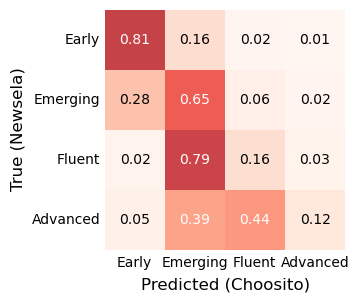 True (Newsela)
Early 0.81 0.16 0.02 0.01
Emerging 0.28 0.65 0.06 0.02
Fluent 0.02 0.79 0.16 0.03
Advanced 0.05 0.39 0.44 0.12
Early Emerging Fluent Advanced
Predicted (Choosito)